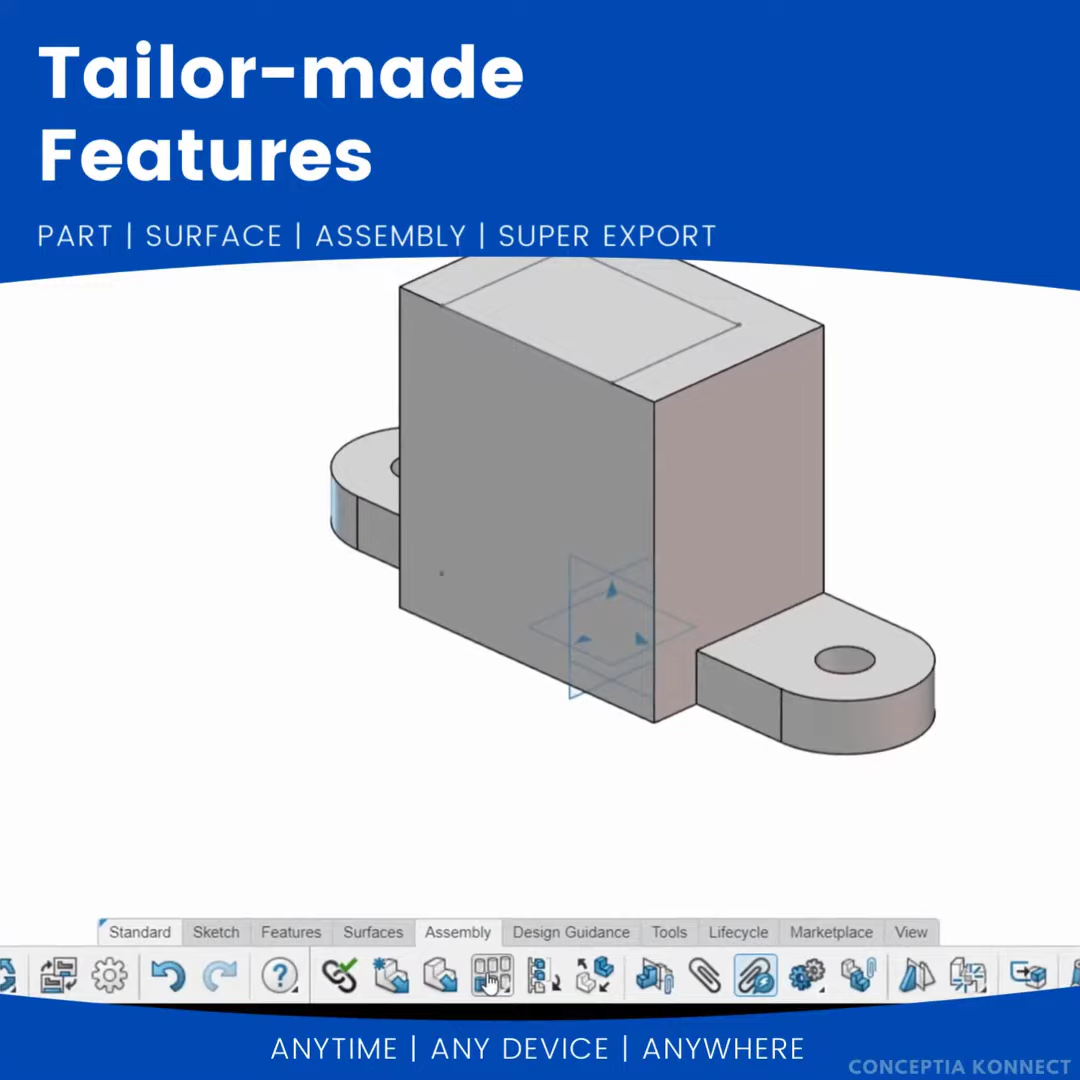 Tailor-made
Features
PART | SURFACE | ASSEMBLY | SUPER EXPORT
Standard Sketch Features Surfaces Assembly Design Guidance Tools Lifecycle Marketplace View
?
ANYTIME | ANY DEVICE | ANYWHERE
CONCEPTIA KONNECT